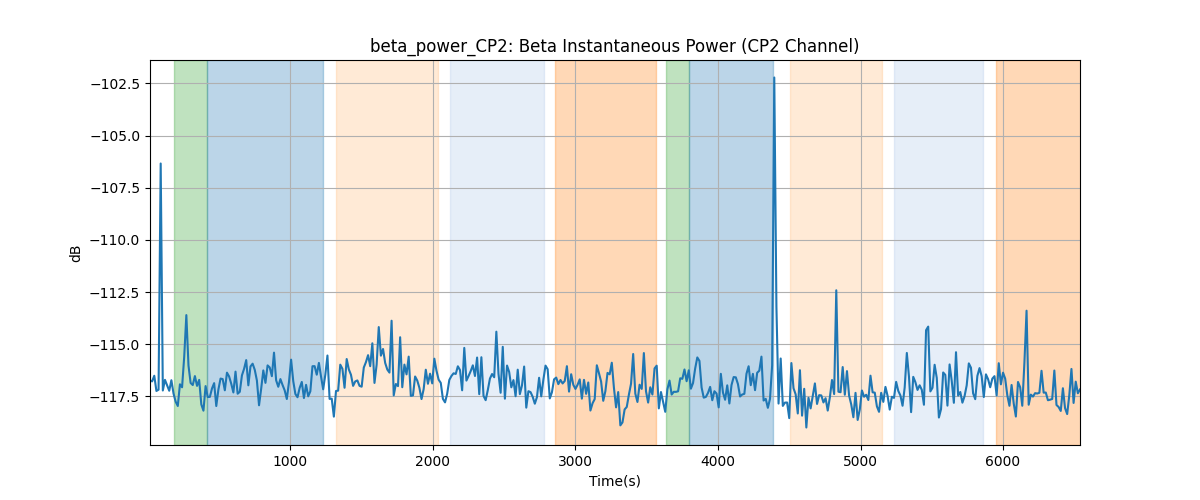 beta_power_CP2: Beta Instantaneous Power (CP2 Channel)
dB
−102.5
−105.0
−107.5
−110.0
−112.5
−115.0
−117.5
1000 2000 3000 4000 5000 6000
Time(s)